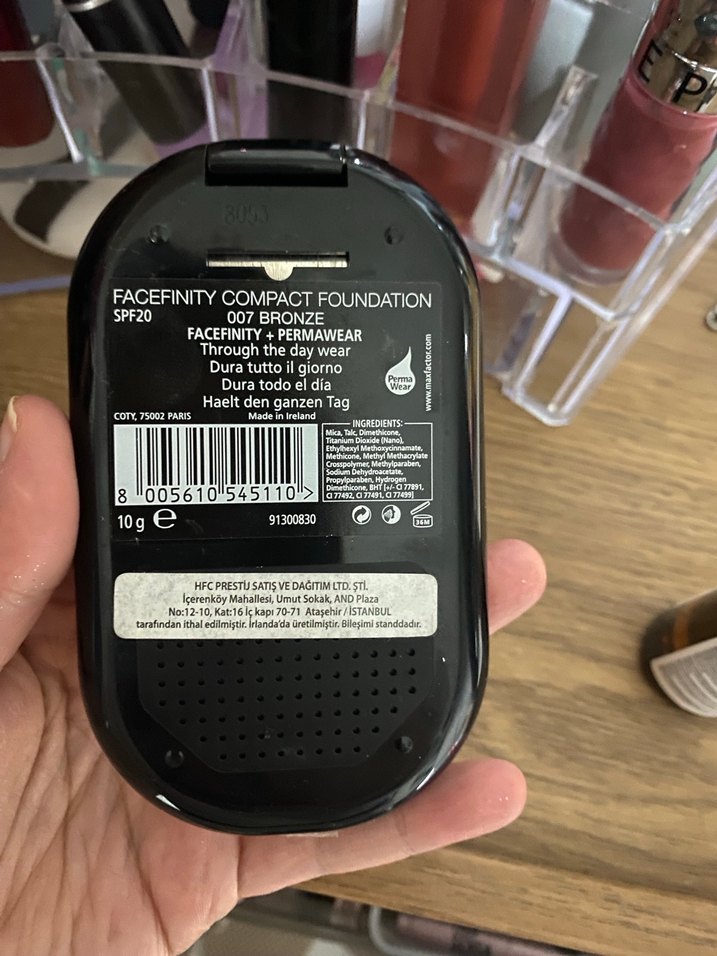 8053
FACEFINITY COMPACT FOUNDATION
SPF20 007 BRONZE
FACEFINITY + PERMAWEAR
Through the day wear
Dura tutto il giorno
Dura todo el día
Haelt den ganzen Tag
Perma
Wear
www.maxfactor.com
COTY, 75002 PARIS Made in Ireland
INGREDIENTS:
Mica, Talc, Dimethicone,
Titanium Dioxide (Nano),
Ethylhexyl Methoxycinnamate,
Methicone, Methyl Methacrylate
Crosspolymer, Methylparaben,
Sodium Dehydroacetate,
Propylparaben, Hydrogen
Dimethicone, BHT [+/- CI 77891,
CI 77492, CI 77491, CI 77499]
8 005610 545110 >
10 g e 91300830
36M
HFC PRESTİJ SATIŞ VE DAĞITIM LTD. ŞTİ.
İçerenköy Mahallesi, Umut Sokak, AND Plaza
No:12-10, Kat:16 İç kapı 70-71 Ataşehir / İSTANBUL
tarafından ithal edilmiştir. İrlanda'da üretilmiştir. Bileşimi standdadır.
E P